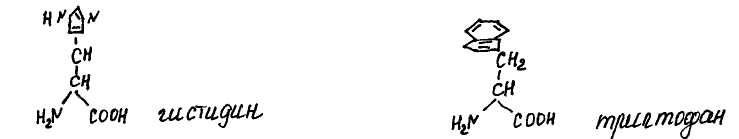 HN N
CH
CH
H₂N COOH гистидин
CH₂
CH
H₂N COOH триптофан